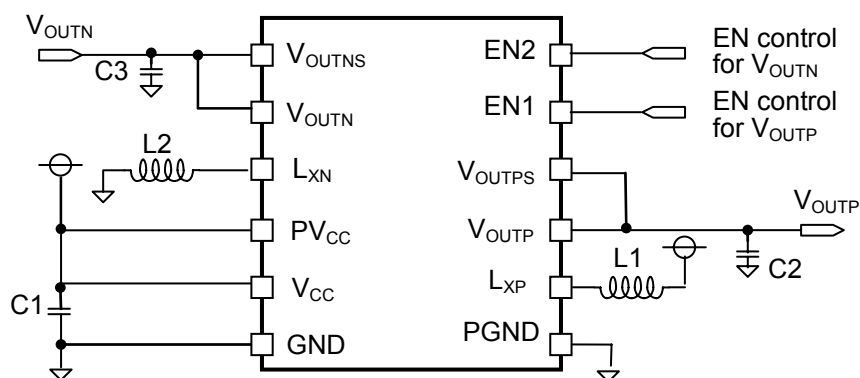 VOUTN
C3
L2
C1
VOUTNS
VOUTN
LXN
PVCC
VCC
GND
EN2
EN1
VOUTPS
VOUTP
LXP
PGND
EN control
for VOUTN
EN control
for VOUTP
VOUTP
L1
C2